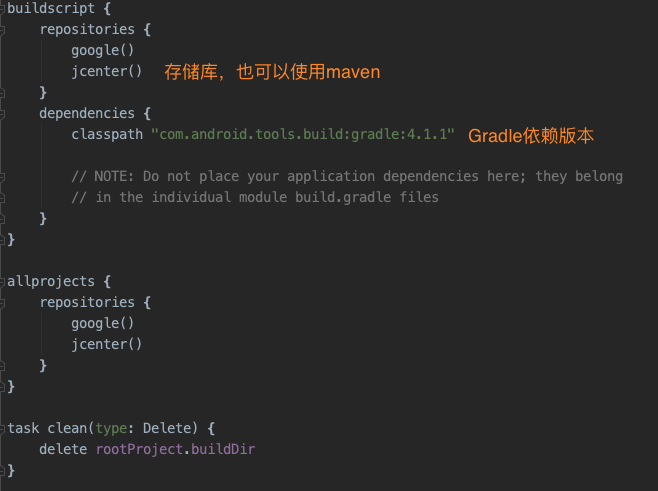 buildscript {
    repositories {
        google()
        jcenter() 存储库，也可以使用maven
    }
    dependencies {
        classpath "com.android.tools.build:gradle:4.1.1" Gradle依赖版本

        // NOTE: Do not place your application dependencies here; they belong
        // in the individual module build.gradle files
    }
}

allprojects {
    repositories {
        google()
        jcenter()
    }
}

task clean(type: Delete) {
    delete rootProject.buildDir
}